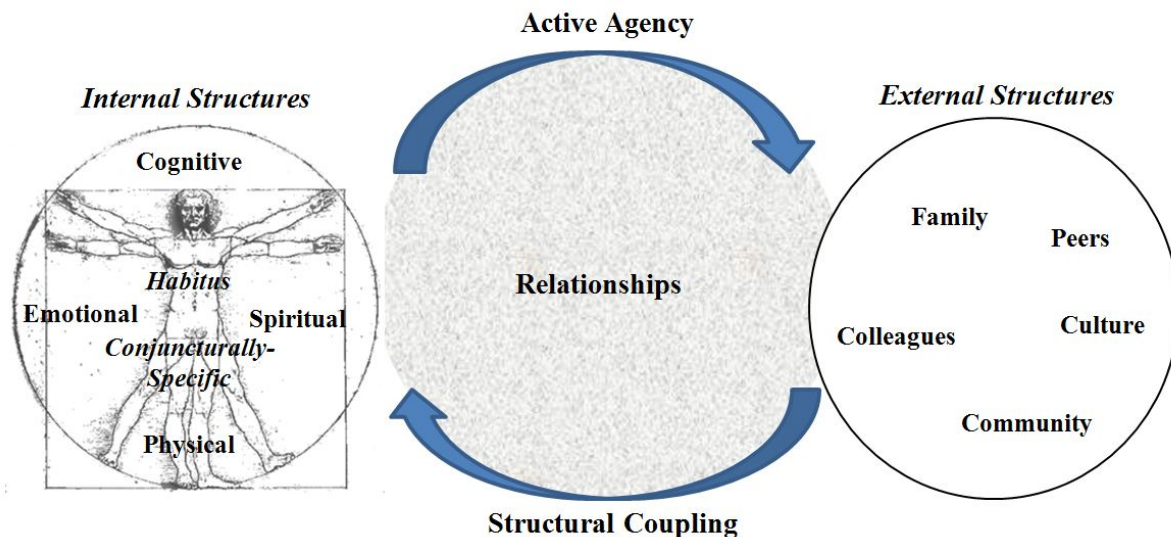 Active Agency
Internal Structures
External Structures
Cognitive
Family
Peers
Habitus
Relationships
Emotional
Spiritual
Colleagues
Culture
Conjuncturally-
Specific
Physical
Community
Structural Coupling